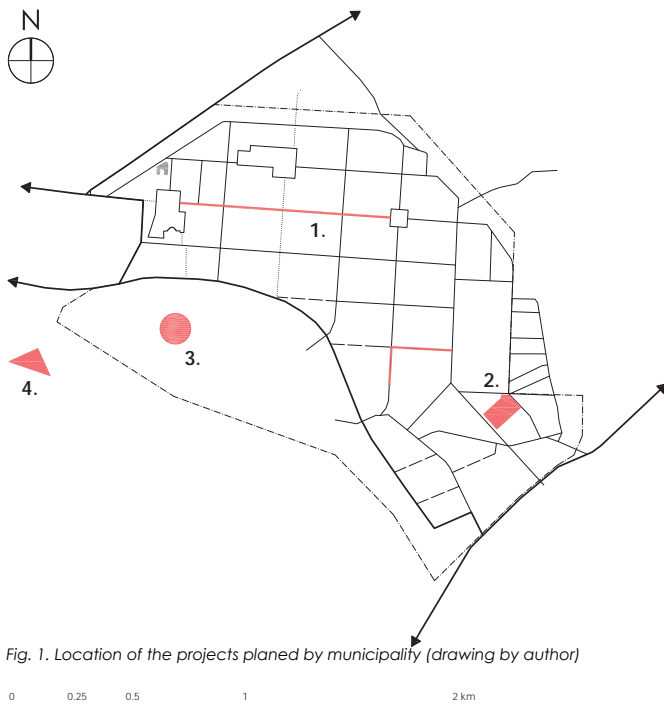 N
1.
2.
3.
4.
Fig. 1. Location of the projects planed by municipality (drawing by author)
0 0.25 0.5 1 2 km